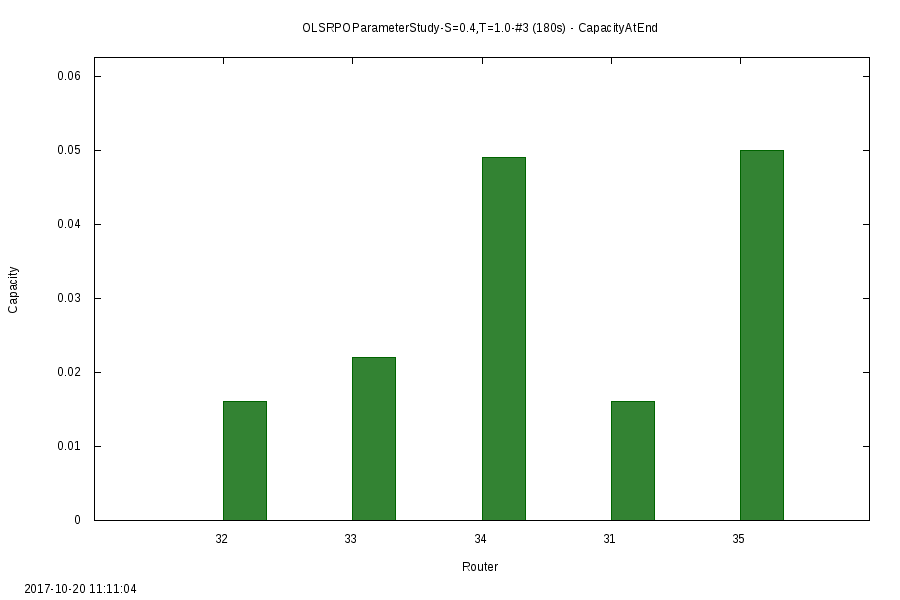 OLSRPOParameterStudy-S=0.4,T=1.0-#3 (180s) - CapacityAtEnd
0.06
0.05
0.04
0.03
0.02
0.01
0
Capacity
32 33 34 31 35
Router
2017-10-20 11:11:04